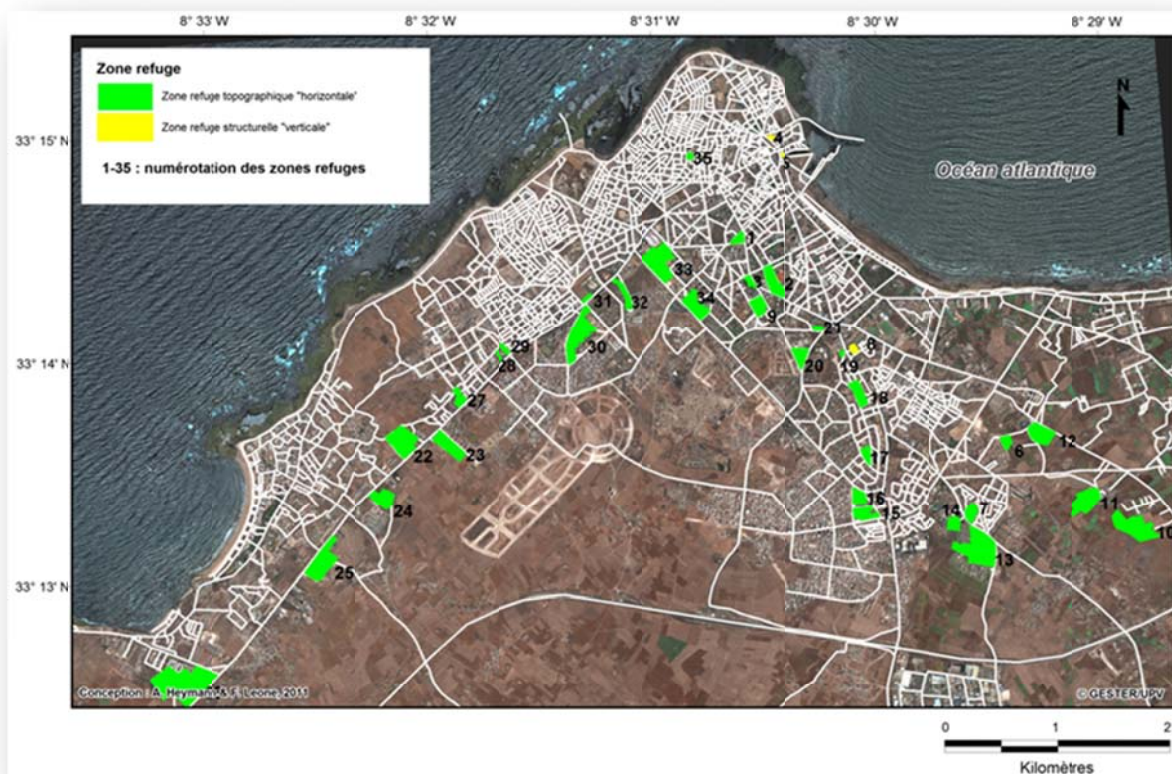 8° 33' W
8° 32' W
8° 31' W
8° 30' W
8° 29' W
Zone refuge
Zone refuge topographique "horizontale"
Zone refuge structurelle "verticale"
1-35 : numérotation des zones refuges
N
33° 15' N
33° 14' N
33° 13' N
Océan atlantique
4
5
35
1
33
3
2
34
9
31
32
30
21
8
29
28
20
19
18
27
22
23
17
12
6
24
16
15
14
7
11
10
13
25
Conception : A. Heymann & F. Leone, 2011
© GESTER/UPV
0 1 2
Kilomètres